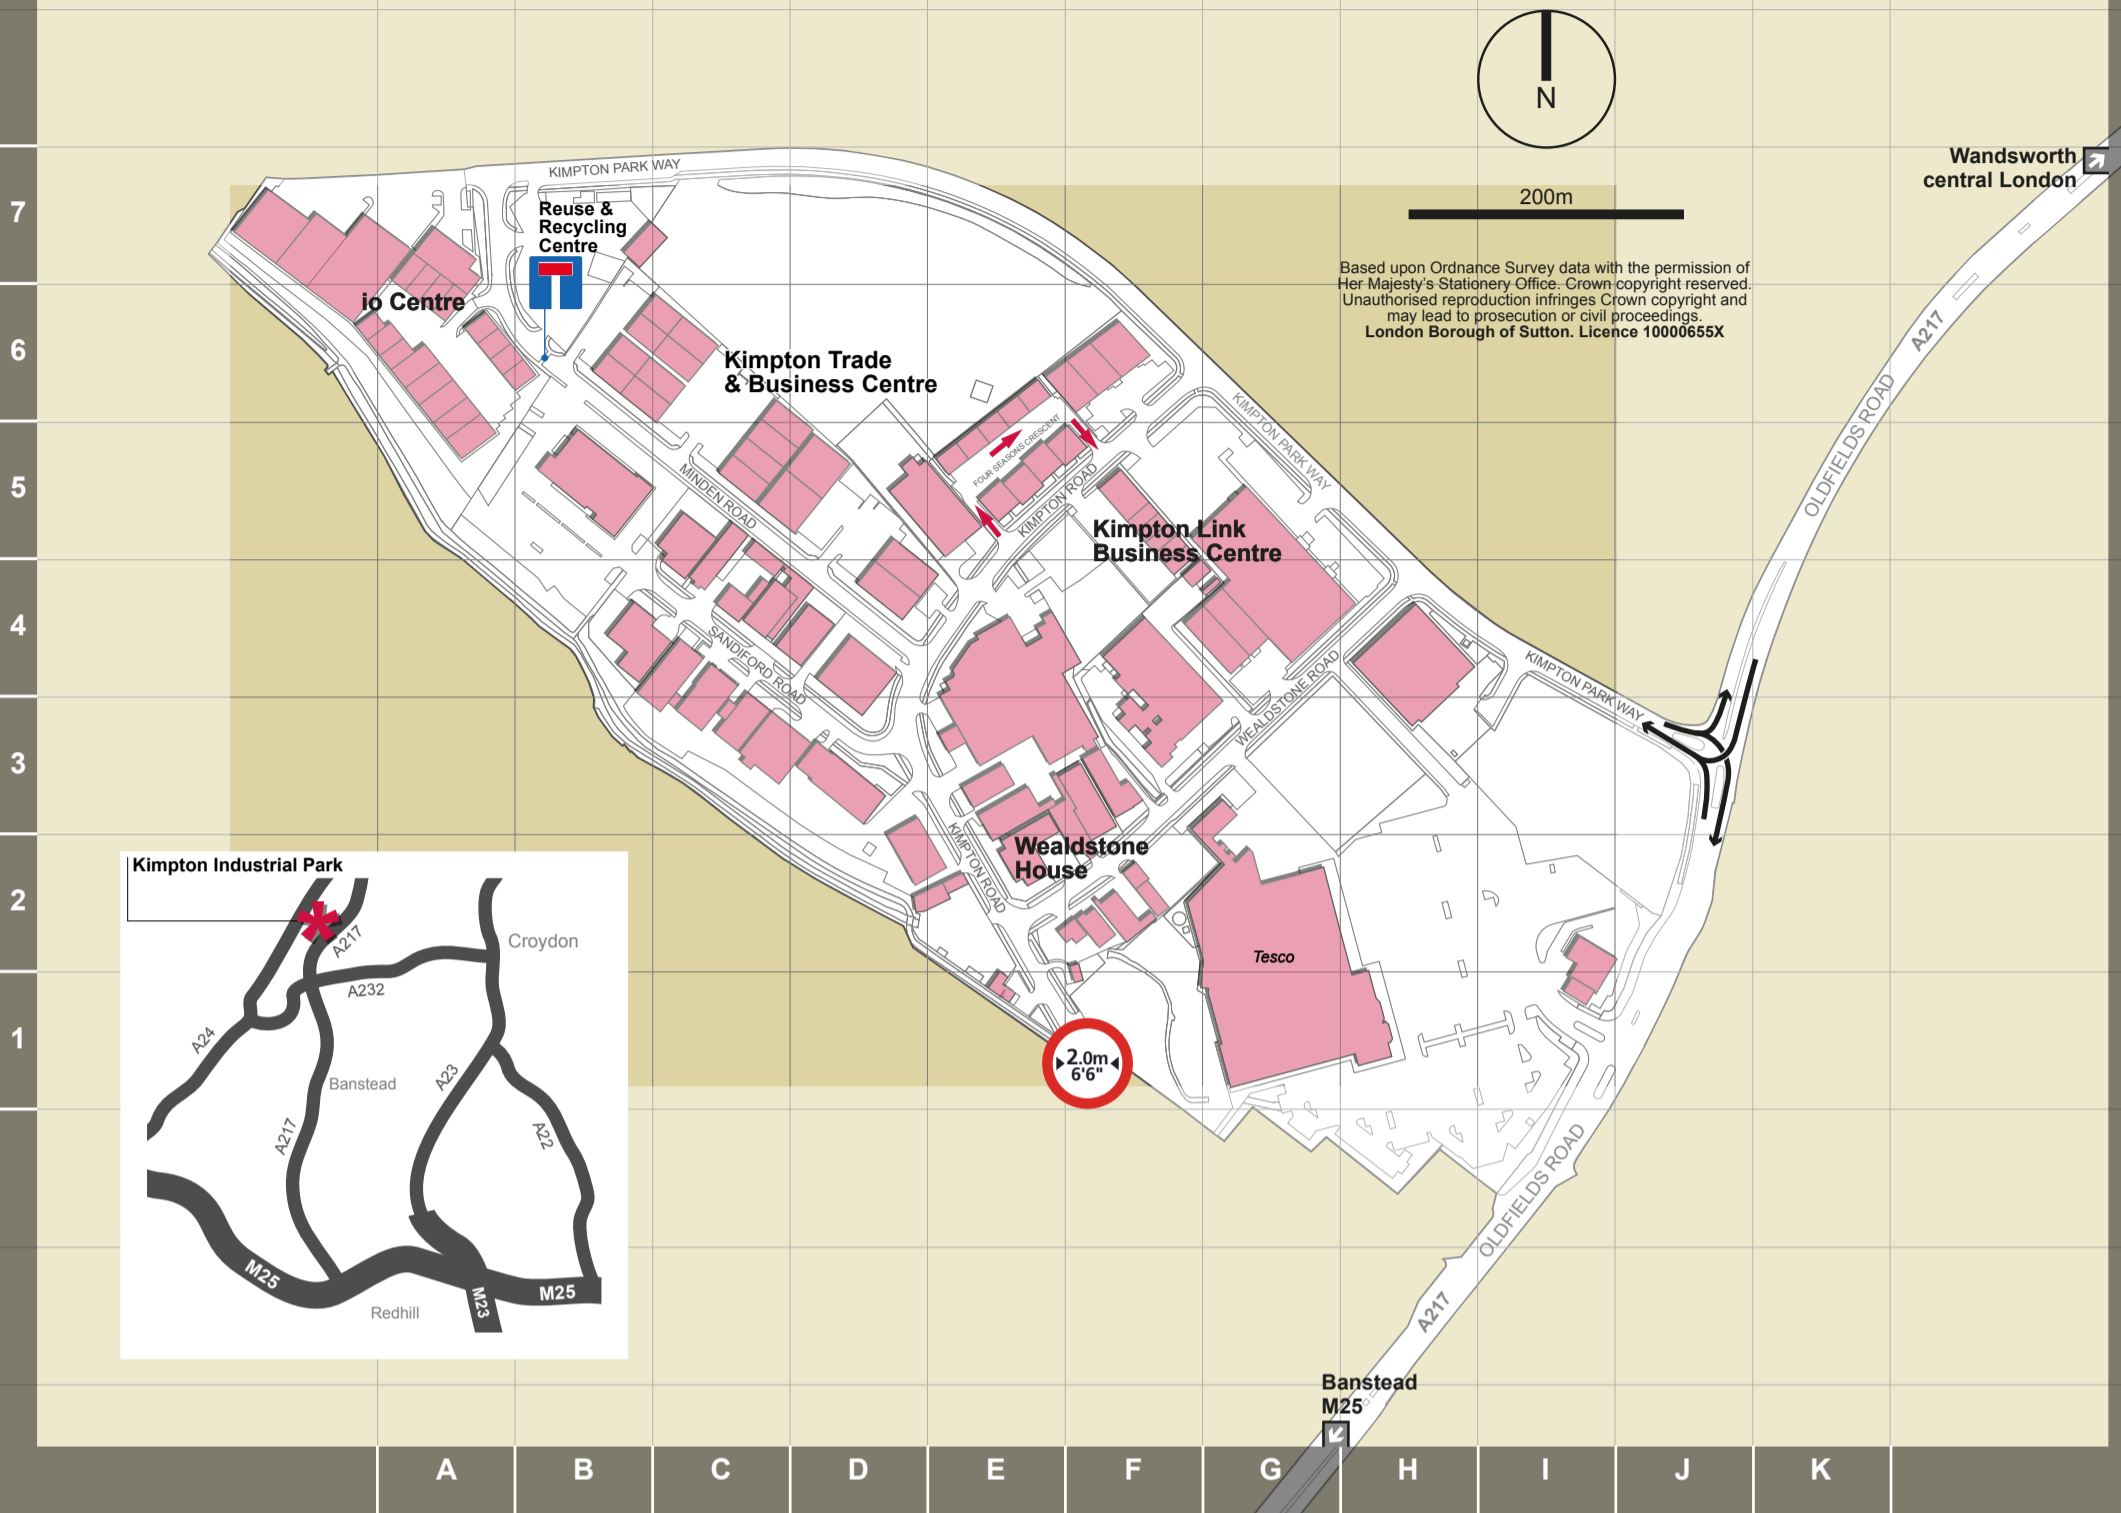 N
Wandsworth
central London
200m
Based upon Ordnance Survey data with the permission of
Her Majesty's Stationery Office. Crown copyright reserved.
Unauthorised reproduction infringes Crown copyright and
may lead to prosecution or civil proceedings.
London Borough of Sutton. Licence 10000655X
7
6
5
4
3
2
1
KIMPTON PARK WAY
Reuse &
Recycling
Centre
io Centre
Kimpton Trade
& Business Centre
KIMPTON PARK WAY
A217
OLDFIELDS ROAD
FOUR SEASONS CRESCENT
KIMPTON ROAD
MINDEN ROAD
Kimpton Link
Business Centre
SANDIFORD ROAD
WEALDSTONE ROAD
KIMPTON PARK WAY
KIMPTON ROAD
Wealdstone
House
Tesco
2.0m
6'6"
OLDFIELDS ROAD
A217
Banstead
M25
Kimpton Industrial Park
A217
Croydon
A232
A24
Banstead
A23
A217
A22
M25
M23
M25
Redhill
A
B
C
D
E
F
G
H
I
J
K